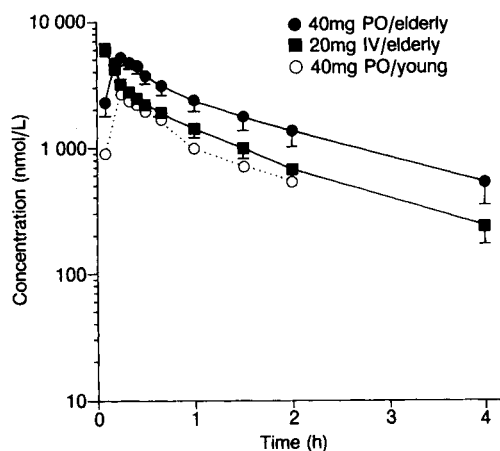 40mg PO/elderly
20mg IV/elderly
40mg PO/young
10 000
1 000
100
10
Concentration (nmol/L)
0
1
2
3
4
Time (h)